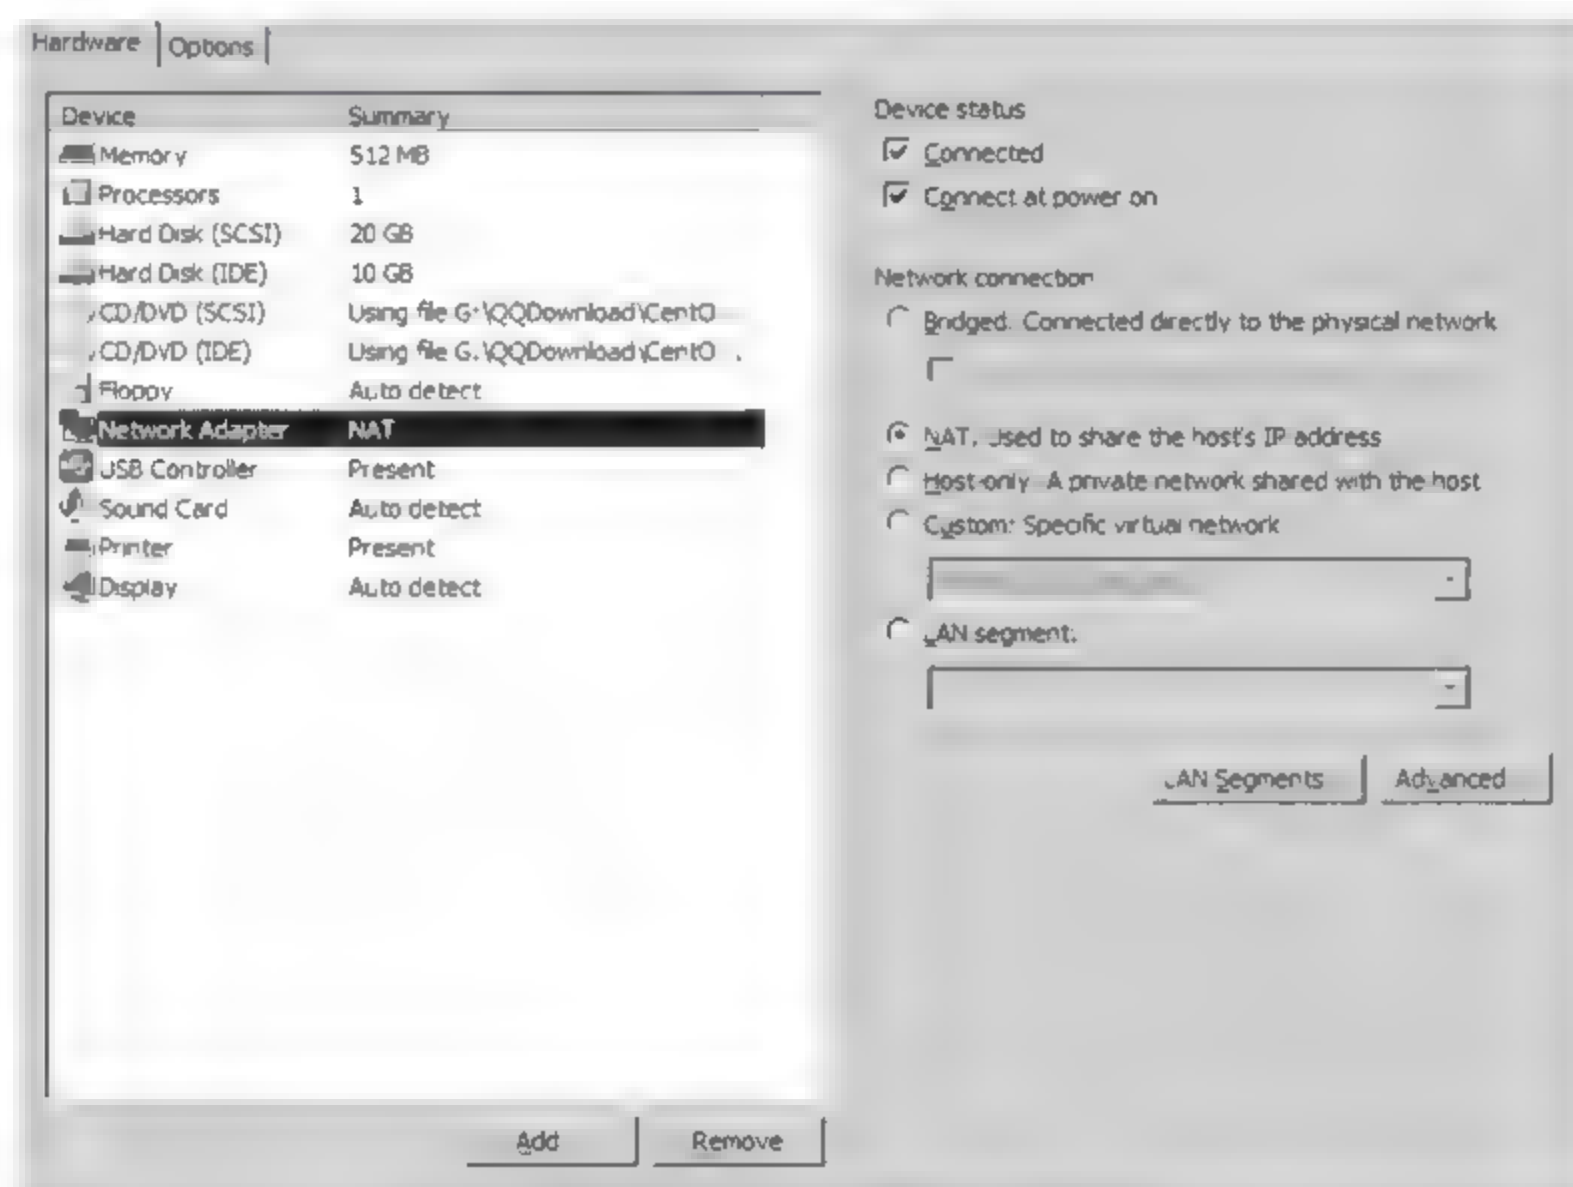 Hardware Options
Device Summary
Memory 512 MB
Processors 1
Hard Disk (SCSI) 20 GB
Hard Disk (IDE) 10 GB
CD/DVD (SCSI) Using file G:\QQDownload\CentO
CD/DVD (IDE) Using file G:\QQDownload\CentO...
Floppy Auto detect
Network Adapter NAT
USB Controller Present
Sound Card Auto detect
Printer Present
Display Auto detect
Add Remove
Device status
Connected
Connect at power on
Network connection
Bridged: Connected directly to the physical network
NAT: Used to share the host's IP address
Host-only: A private network shared with the host
Custom: Specific virtual network
LAN segment:
LAN Segments Advanced